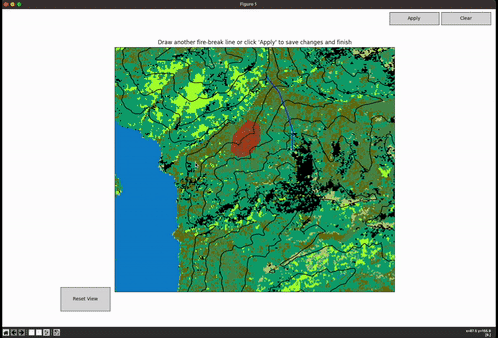 Figure 1
Apply
Clear
Draw another fire-break line or click 'Apply' to save changes and finish
Reset View